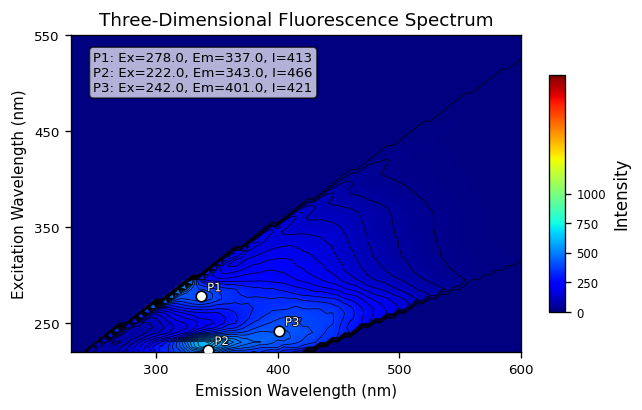 Three-Dimensional Fluorescence Spectrum
550
450
350
250
Excitation Wavelength (nm)
P1: Ex=278.0, Em=337.0, I=413
P2: Ex=222.0, Em=343.0, I=466
P3: Ex=242.0, Em=401.0, I=421
P1
P3
P2
300
400
500
600
Emission Wavelength (nm)
1000
750
500
250
0
Intensity